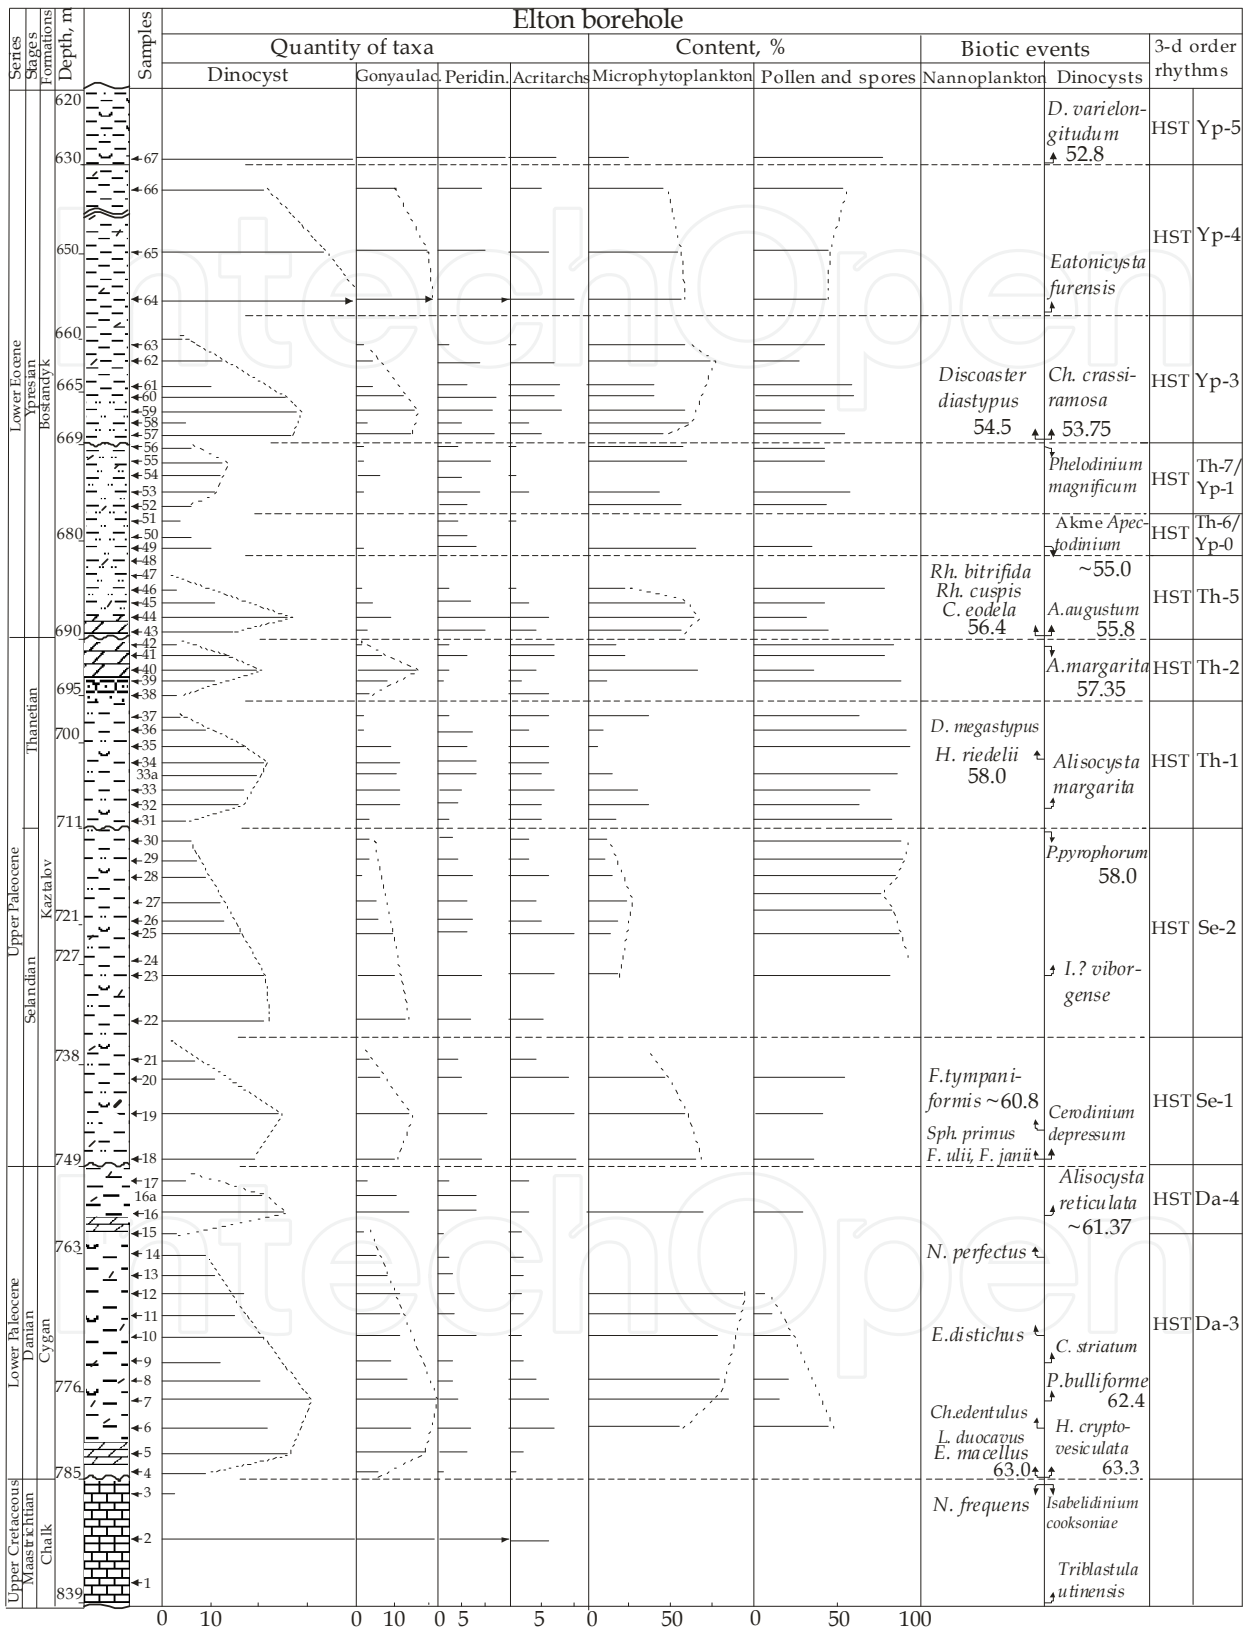 Elton borehole
Series
Stages
Formations
Depth, m
Samples
Quantity of taxa
Content, %
Biotic events
3-d order
rhythms
Dinocyst
Gonyaulac.
Peridin.
Acritarchs
Microphytoplankton
Pollen and spores
Nannoplankton
Dinocysts
Lower Eocene
Ypresian
Bostandyk
Upper Paleocene
Thanetian
Selandian
Kaztalov
Lower Paleocene
Danian
Cygan
Upper Cretaceous
Maastrichtian
Chalk
620
630
650
660
665
669
680
690
695
700
711
721
727
738
749
763
776
785
839
67
66
65
64
63
62
61
60
59
58
57
56
55
54
53
52
51
50
49
48
47
46
45
44
43
42
41
40
39
38
37
36
35
34
33a
33
32
31
30
29
28
27
26
25
24
23
22
21
20
19
18
17
16a
16
15
14
13
12
11
10
9
8
7
6
5
4
3
2
1
Discoaster
diastypus
54.5
Rh. bitrifida
Rh. cuspis
C. eodela
56.4
D. megastypus
H. riedelii
58.0
F.tympani-
formis ~60.8
Sph. primus
F. ulii, F. janii
N. perfectus
E.distichus
Ch.edentulus
L. duocavus
E. macellus
63.0
N. frequens
D. varielon-
gitudum
52.8
Eatonicysta
furensis
Ch. crassi-
ramosa
53.75
Phelodinium
magnificum
Akme Apec-
todinium
~55.0
A.augustum
55.8
A.margarita
57.35
Alisocysta
margarita
P.pyrophorum
58.0
I.? vibor-
gense
Cerodinium
depressum
Alisocysta
reticulata
~61.37
C. striatum
P.bulliforme
62.4
H. crypto-
vesiculata
63.3
Isabelidinium
cooksoniae
Triblastula
utinensis
HST Yp-5
HST Yp-4
HST Yp-3
HST Th-7/
Yp-1
HST Th-6/
Yp-0
HST Th-5
HST Th-2
HST Th-1
HST Se-2
HST Se-1
HST Da-4
HST Da-3
0 10 0 10 0 5 5 0 50 0 50 100
IntechOpen
IntechOpen